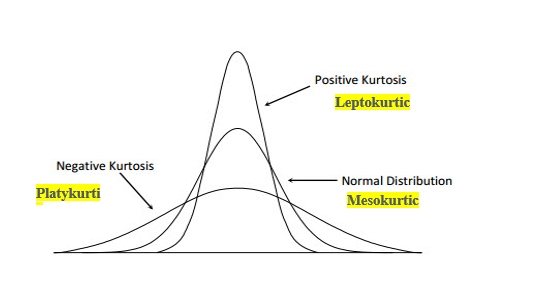 Positive Kurtosis
Leptokurtic
Negative Kurtosis
Platykurti
Normal Distribution
Mesokurtic